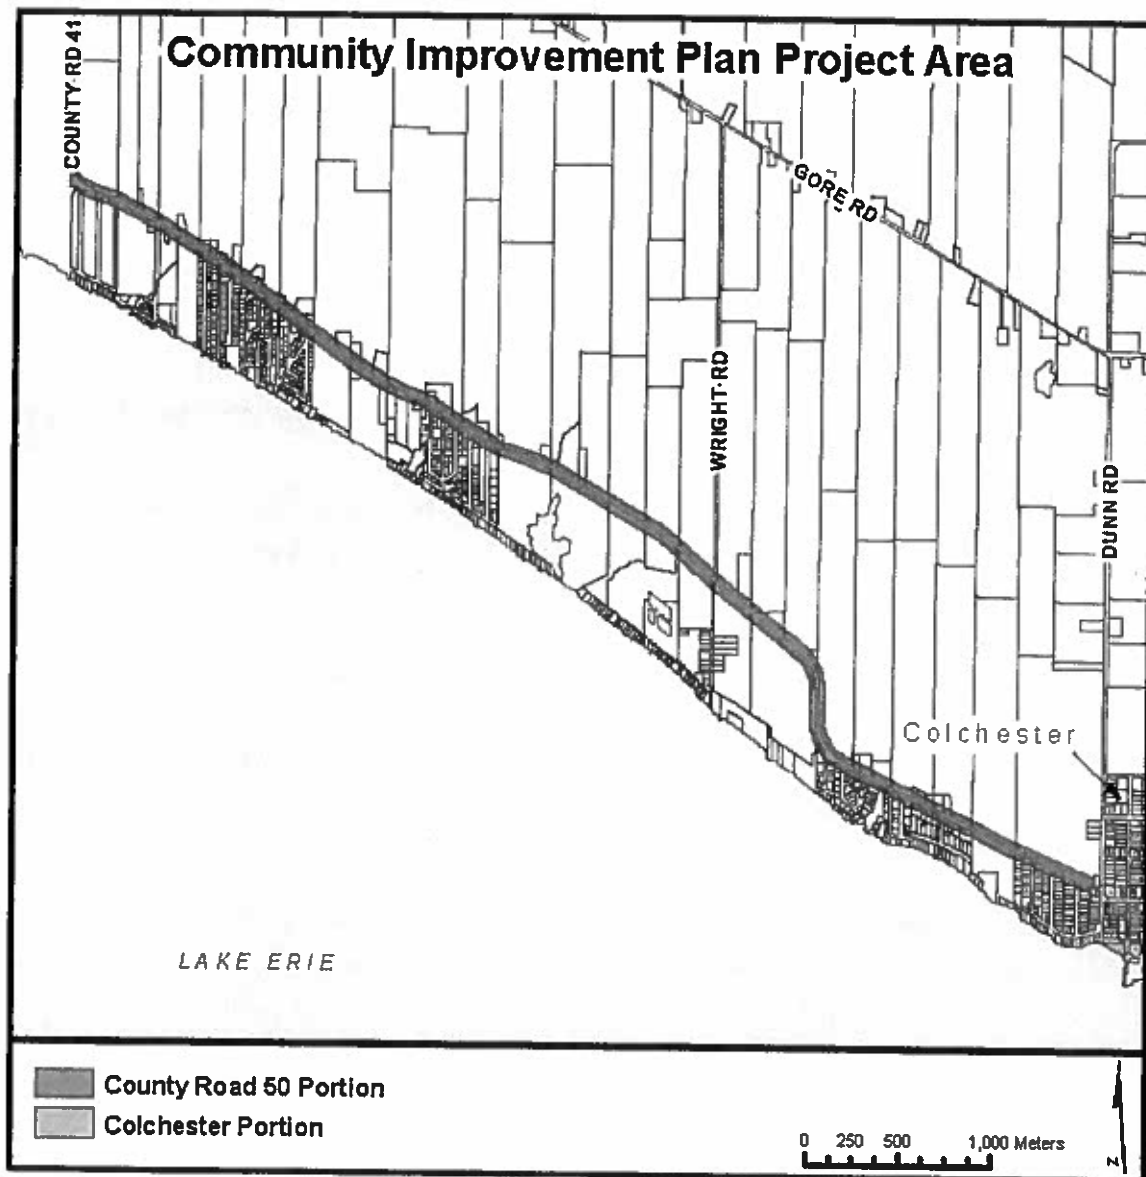 Community Improvement Plan Project Area
COUNTY RD 41
GORE RD
WRIGHT RD
DUNN RD
Colchester
LAKE ERIE
County Road 50 Portion
Colchester Portion
0 250 500 1,000 Meters
N